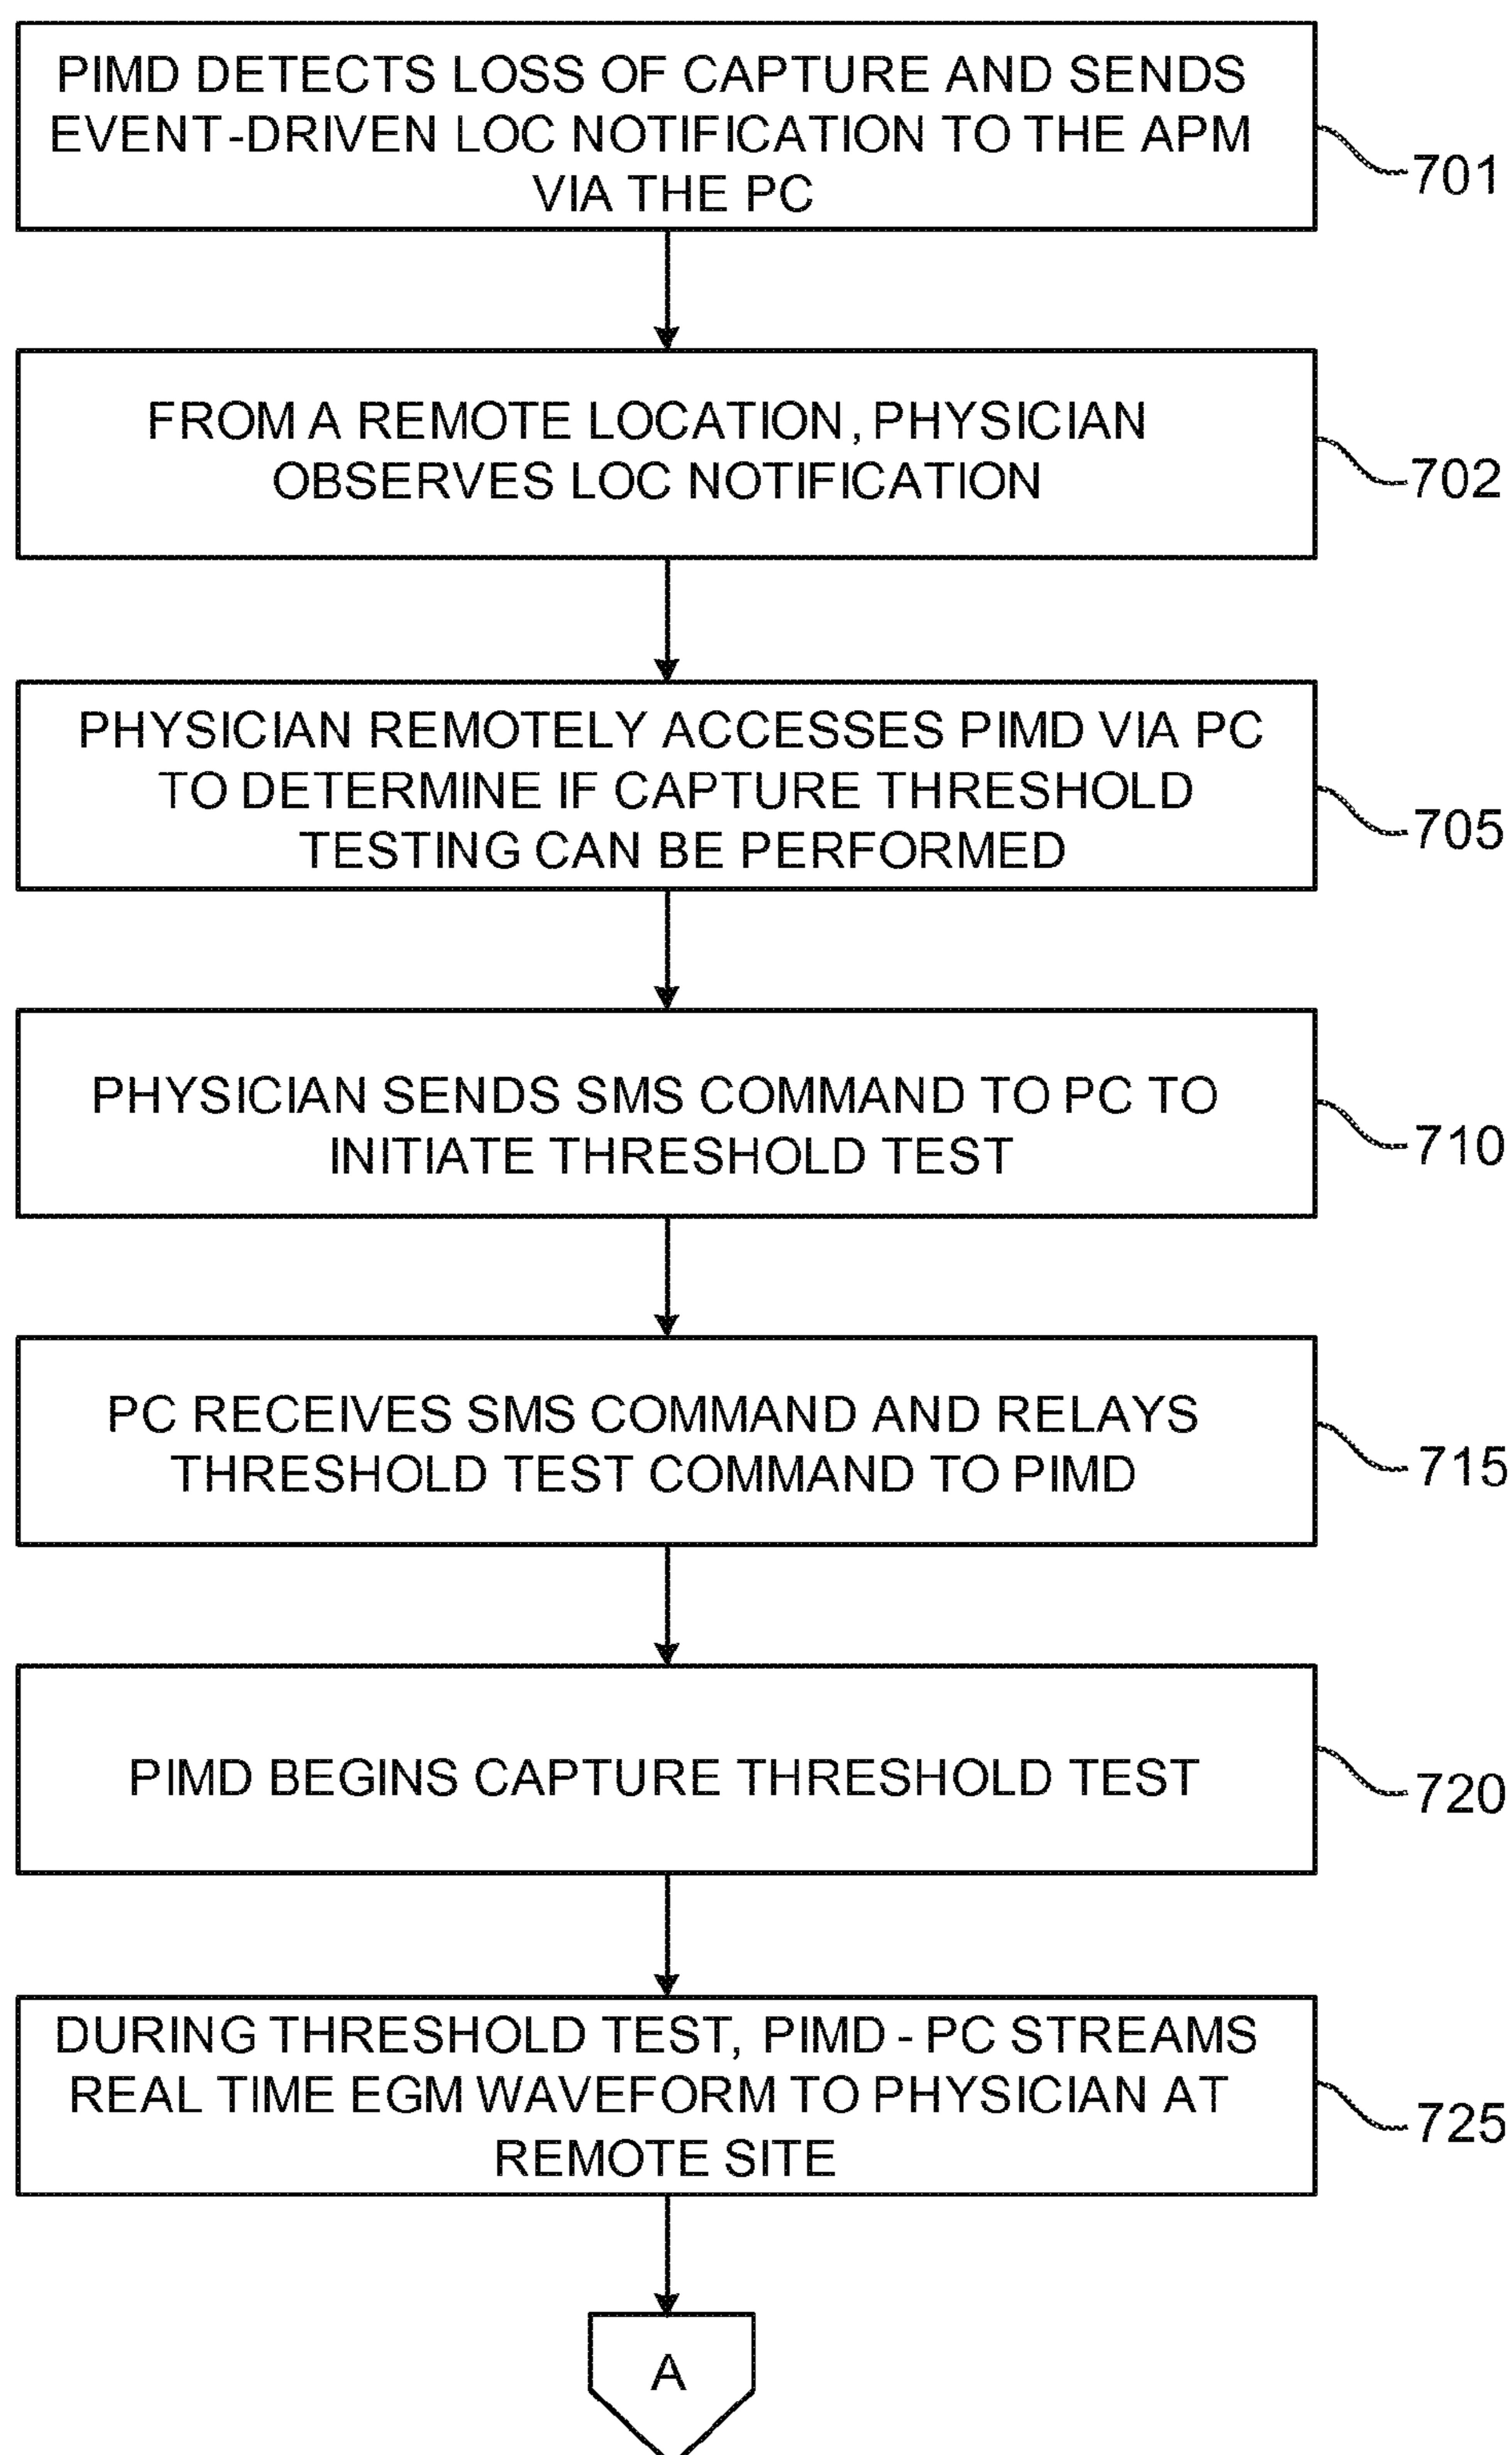 PIMD DETECTS LOSS OF CAPTURE AND SENDS
EVENT-DRIVEN LOC NOTIFICATION TO THE APM
VIA THE PC
701
FROM A REMOTE LOCATION, PHYSICIAN
OBSERVES LOC NOTIFICATION
702
PHYSICIAN REMOTELY ACCESSES PIMD VIA PC
TO DETERMINE IF CAPTURE THRESHOLD
TESTING CAN BE PERFORMED
705
PHYSICIAN SENDS SMS COMMAND TO PC TO
INITIATE THRESHOLD TEST
710
PC RECEIVES SMS COMMAND AND RELAYS
THRESHOLD TEST COMMAND TO PIMD
715
PIMD BEGINS CAPTURE THRESHOLD TEST
720
DURING THRESHOLD TEST, PIMD - PC STREAMS
REAL TIME EGM WAVEFORM TO PHYSICIAN AT
REMOTE SITE
725
A